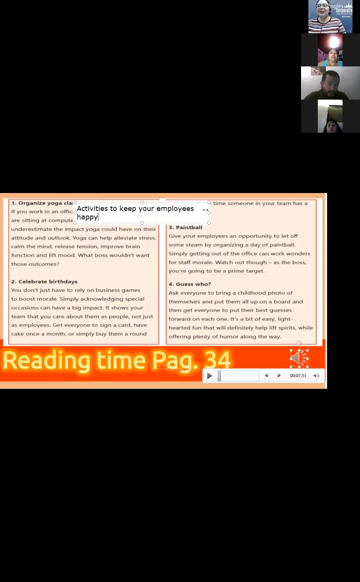 1. Organize yoga cla
If you work in an offic
are sitting at compute
underestimate the impact yoga could have on their
attitude and outlook. Yoga can help alleviate stress,
calm the mind, release tension, improve brain
function and lift mood. What boss wouldn't want
those outcomes?
2. Celebrate birthdays
You don't just have to rely on business games
to boost morale. Simply acknowledging special
occasions can have a big impact. It shows your
team that you care about them as people, not just
as employees. Get everyone to sign a card, have
cake once a month, or simply buy them a round
Activities to keep your employees
happy
time someone in your team has a
3. Paintball
Give your employees an opportunity to let off
some steam by organizing a day of paintball.
Simply getting out of the office can work wonders
for staff morale. Watch out though – as the boss,
you're going to be a prime target.
4. Guess who?
Ask everyone to bring a childhood photo of
themselves and put them all up on a board and
then get everyone to put their best guesses
forward on each one. It's a bit of easy, light-
hearted fun that will definitely help lift spirits, while
offering plenty of humor along the way.
Reading time Pag. 34
00:07.51